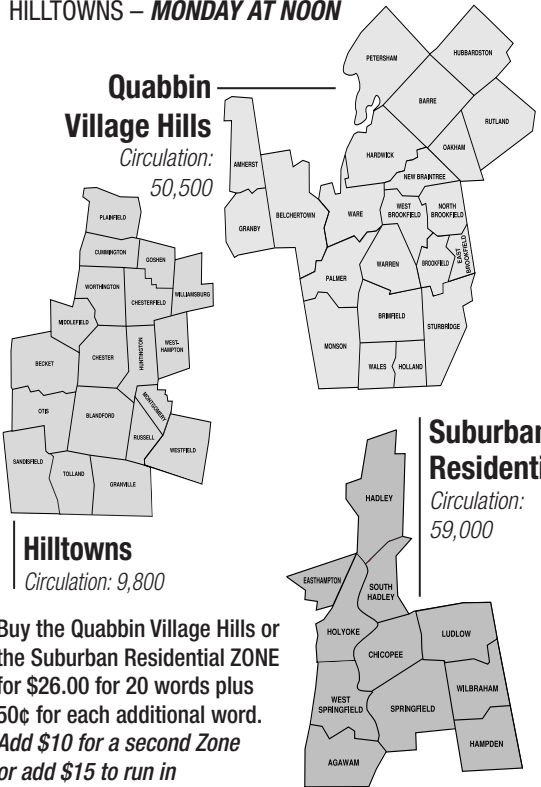 HILLTOWNS – MONDAY AT NOON
Quabbin
Village Hills
Circulation:
50,500
PETERSHAM
HUBBARDSTON
BARRE
RUTLAND
OAKHAM
HARDWICK
NEW BRAINTREE
AMHERST
BELCHERTOWN
GRANBY
WARE
WEST
BROOKFIELD
NORTH
BROOKFIELD
EAST
BROOKFIELD
BROOKFIELD
WARREN
PALMER
BRIMFIELD
STURBRIDGE
MONSON
WALES
HOLLAND
PLAINFIELD
CUMMINGTON
GOSHEN
WORTHINGTON
CHESTERFIELD
WILLIAMSBURG
MIDDLEFIELD
HUNTINGTON
WEST-
HAMPTON
BECKET
CHESTER
MONTGOMERY
OTIS
BLANDFORD
RUSSELL
WESTFIELD
SANDISFIELD
TOLLAND
GRANVILLE
Hilltowns
Circulation: 9,800
Suburban
Residenti
Circulation:
59,000
HADLEY
EASTHAMPTON
SOUTH
HADLEY
HOLYOKE
CHICOPEE
LUDLOW
WEST
SPRINGFIELD
SPRINGFIELD
WILBRAHAM
AGAWAM
HAMPDEN
Buy the Quabbin Village Hills or
the Suburban Residential ZONE
for $26.00 for 20 words plus
50¢ for each additional word.
Add $10 for a second Zone
or add $15 to run in